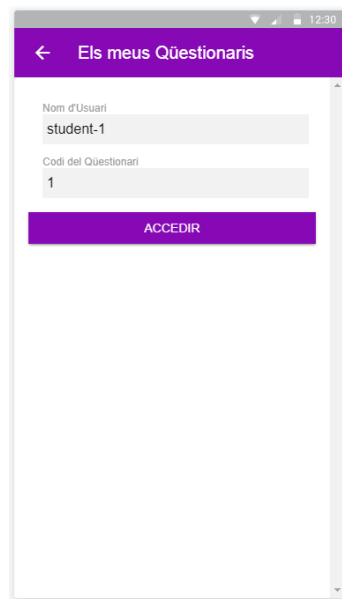 12:30
Els meus Qüestionaris
Nom d'Usuari
student-1
Codi del Qüestionari
1
ACCEDIR